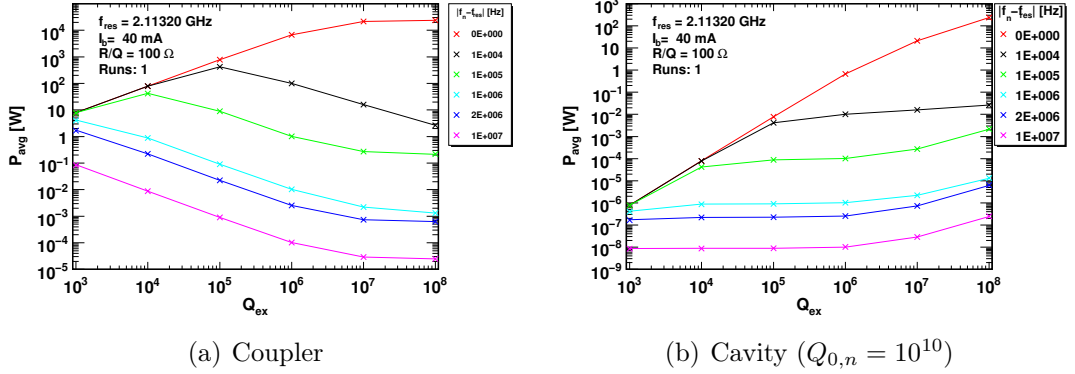 f_res = 2.11320 GHz
I_b= 40 mA
R/Q = 100 Ω
Runs: 1
P_avg [W]
10^4
10^3
10^2
10
1
10^-1
10^-2
10^-3
10^-4
10^-5
10^3 10^4 10^5 10^6 10^7 10^8
Q_ex
|f_n-f_res| [Hz]
0E+000
1E+004
1E+005
1E+006
2E+006
1E+007
(a) Coupler
f_res = 2.11320 GHz
I_b= 40 mA
R/Q = 100 Ω
Runs: 1
P_avg [W]
10^2
10
1
10^-1
10^-2
10^-3
10^-4
10^-5
10^-6
10^-7
10^-8
10^-9
10^3 10^4 10^5 10^6 10^7 10^8
Q_ex
|f_n-f_res| [Hz]
0E+000
1E+004
1E+005
1E+006
2E+006
1E+007
(b) Cavity (Q_{0,n} = 10^{10})